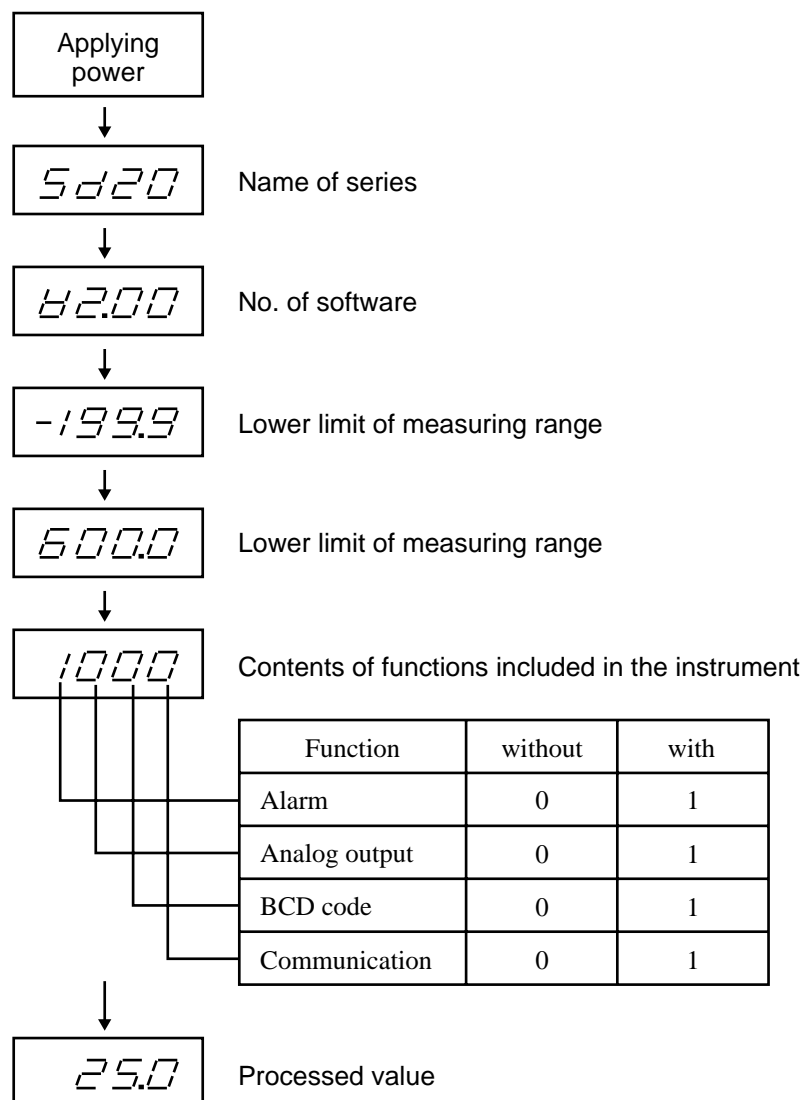 Applying
power
Sd20 Name of series
V2.00 No. of software
-199.9 Lower limit of measuring range
600.0 Lower limit of measuring range
1000 Contents of functions included in the instrument
Function without with
Alarm 0 1
Analog output 0 1
BCD code 0 1
Communication 0 1
25.0 Processed value